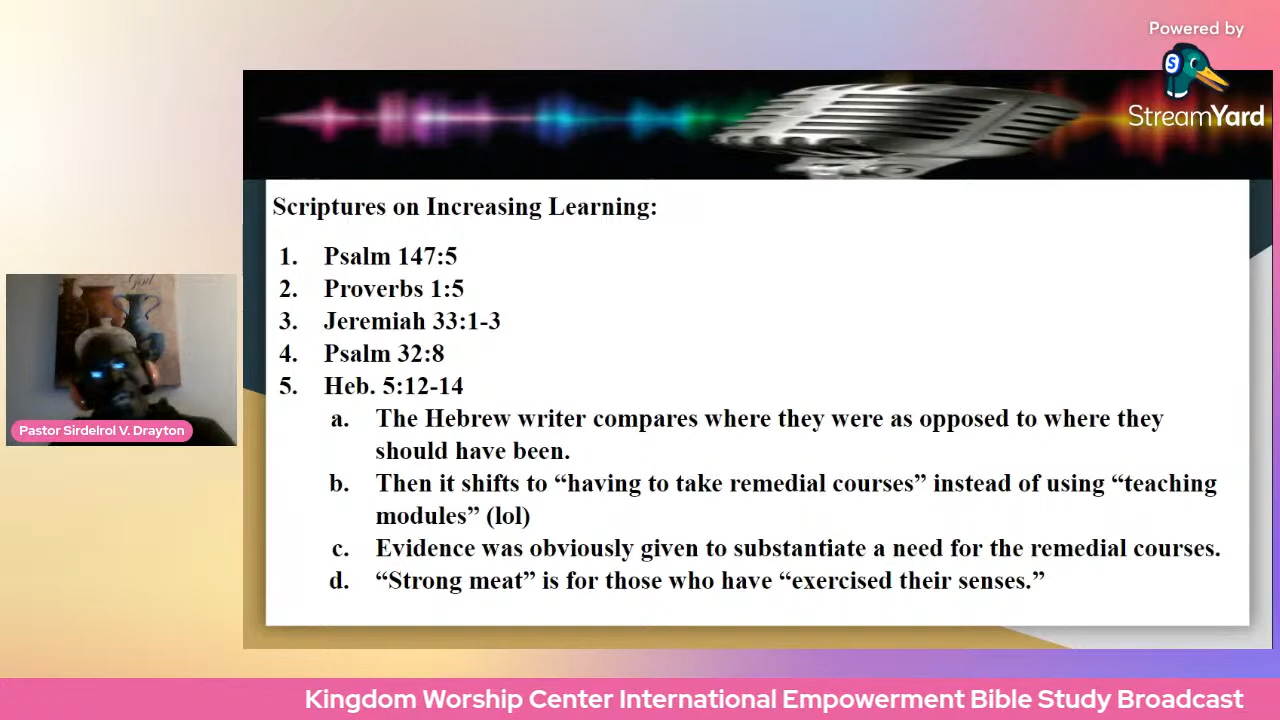 Powered by
StreamYard
God
Scriptures on Increasing Learning:
1. Psalm 147:5
2. Proverbs 1:5
3. Jeremiah 33:1-3
4. Psalm 32:8
5. Heb. 5:12-14
a. The Hebrew writer compares where they were as opposed to where they
should have been.
b. Then it shifts to “having to take remedial courses” instead of using “teaching
modules” (lol)
c. Evidence was obviously given to substantiate a need for the remedial courses.
d. “Strong meat” is for those who have “exercised their senses.”
Pastor Sirdelrol V. Drayton
Kingdom Worship Center International Empowerment Bible Study Broadcast